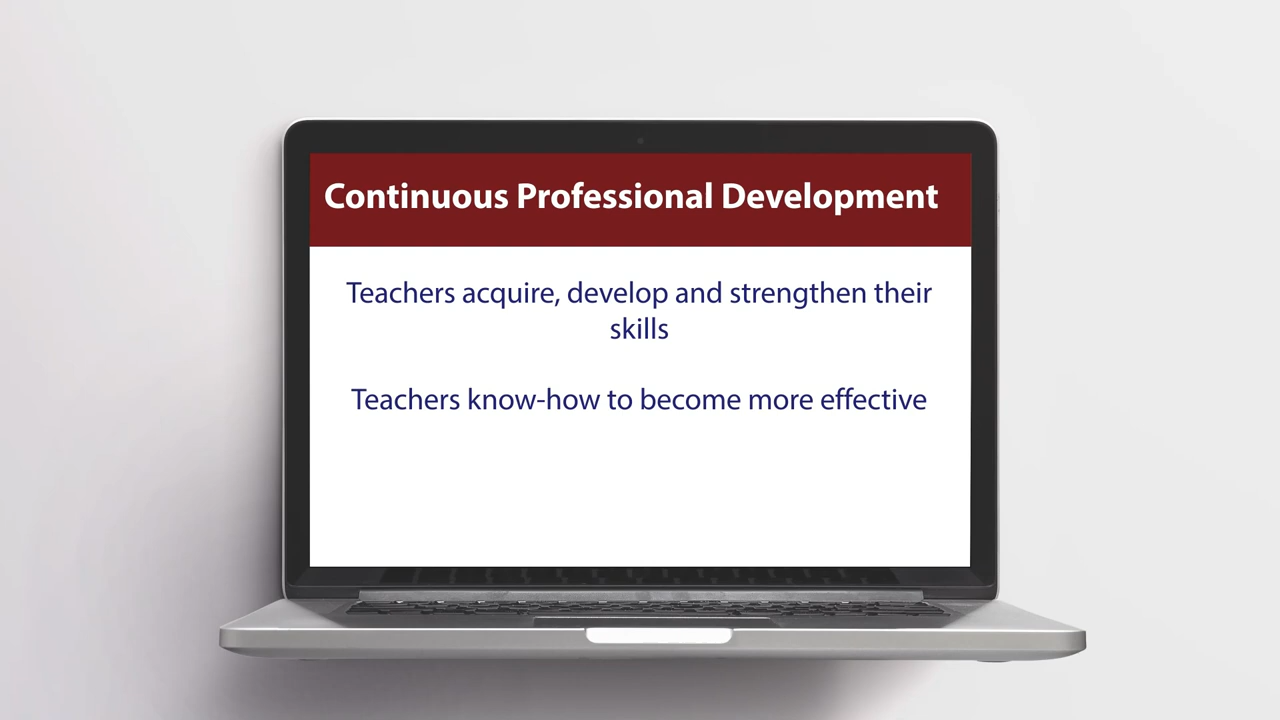 Continuous Professional Development
Teachers acquire, develop and strengthen their
skills
Teachers know-how to become more effective